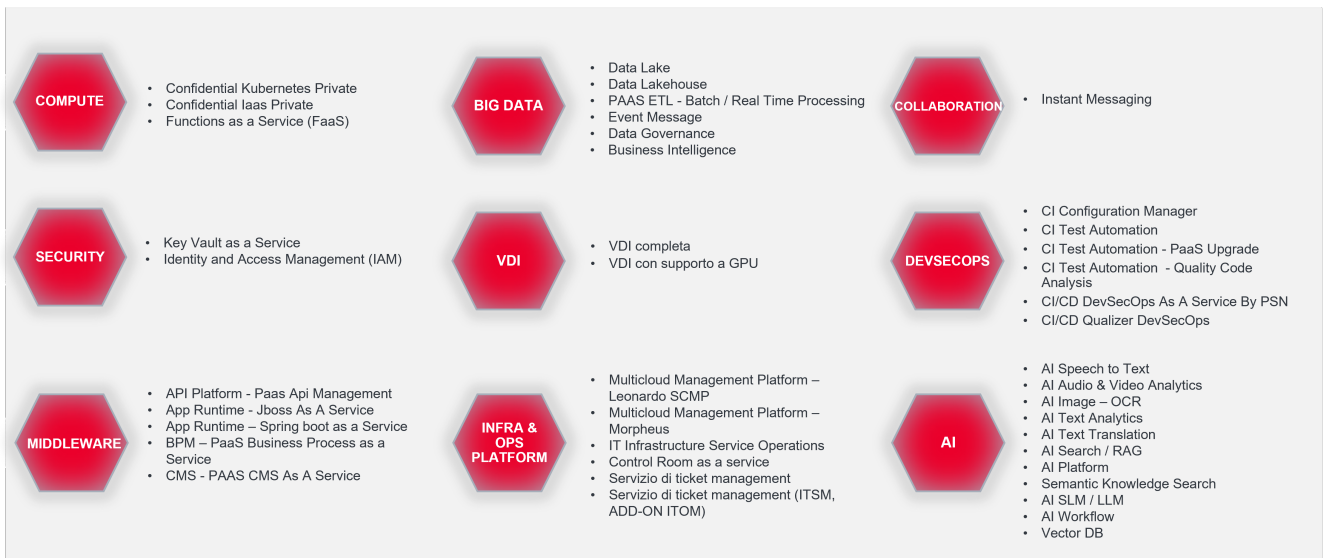 COMPUTE
• Confidential Kubernetes Private
• Confidential Iaas Private
• Functions as a Service (FaaS)
BIG DATA
• Data Lake
• Data Lakehouse
• PAAS ETL - Batch / Real Time Processing
• Event Message
• Data Governance
• Business Intelligence
COLLABORATION
• Instant Messaging
SECURITY
• Key Vault as a Service
• Identity and Access Management (IAM)
VDI
• VDI completa
• VDI con supporto a GPU
DEVSECOPS
• CI Configuration Manager
• CI Test Automation
• CI Test Automation - PaaS Upgrade
• CI Test Automation - Quality Code
Analysis
• CI/CD DevSecOps As A Service By PSN
• CI/CD Qualizer DevSecOps
MIDDLEWARE
• API Platform - Paas Api Management
• App Runtime - Jboss As A Service
• App Runtime – Spring boot as a Service
• BPM – PaaS Business Process as a
Service
• CMS - PAAS CMS As A Service
INFRA &
OPS
PLATFORM
• Multicloud Management Platform –
Leonardo SCMP
• Multicloud Management Platform –
Morpheus
• IT Infrastructure Service Operations
• Control Room as a service
• Servizio di ticket management
• Servizio di ticket management (ITSM,
ADD-ON ITOM)
AI
• AI Speech to Text
• AI Audio & Video Analytics
• AI Image – OCR
• AI Text Analytics
• AI Text Translation
• AI Search / RAG
• AI Platform
• Semantic Knowledge Search
• AI SLM / LLM
• AI Workflow
• Vector DB